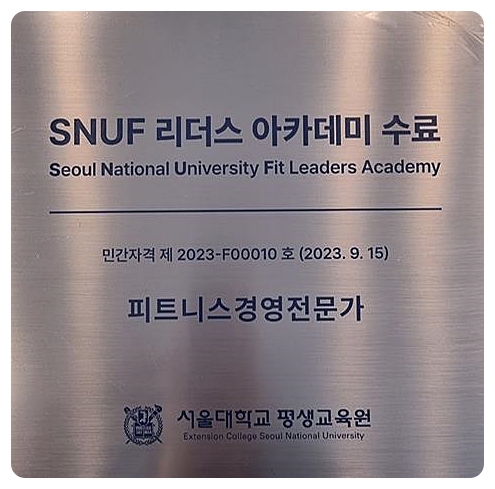 SNUF 리더스 아카데미 수료
Seoul National University Fit Leaders Academy
민간자격 제 2023-F00010 호 (2023. 9. 15)
피트니스경영전문가
서울대학교 평생교육원
Extension College Seoul National University